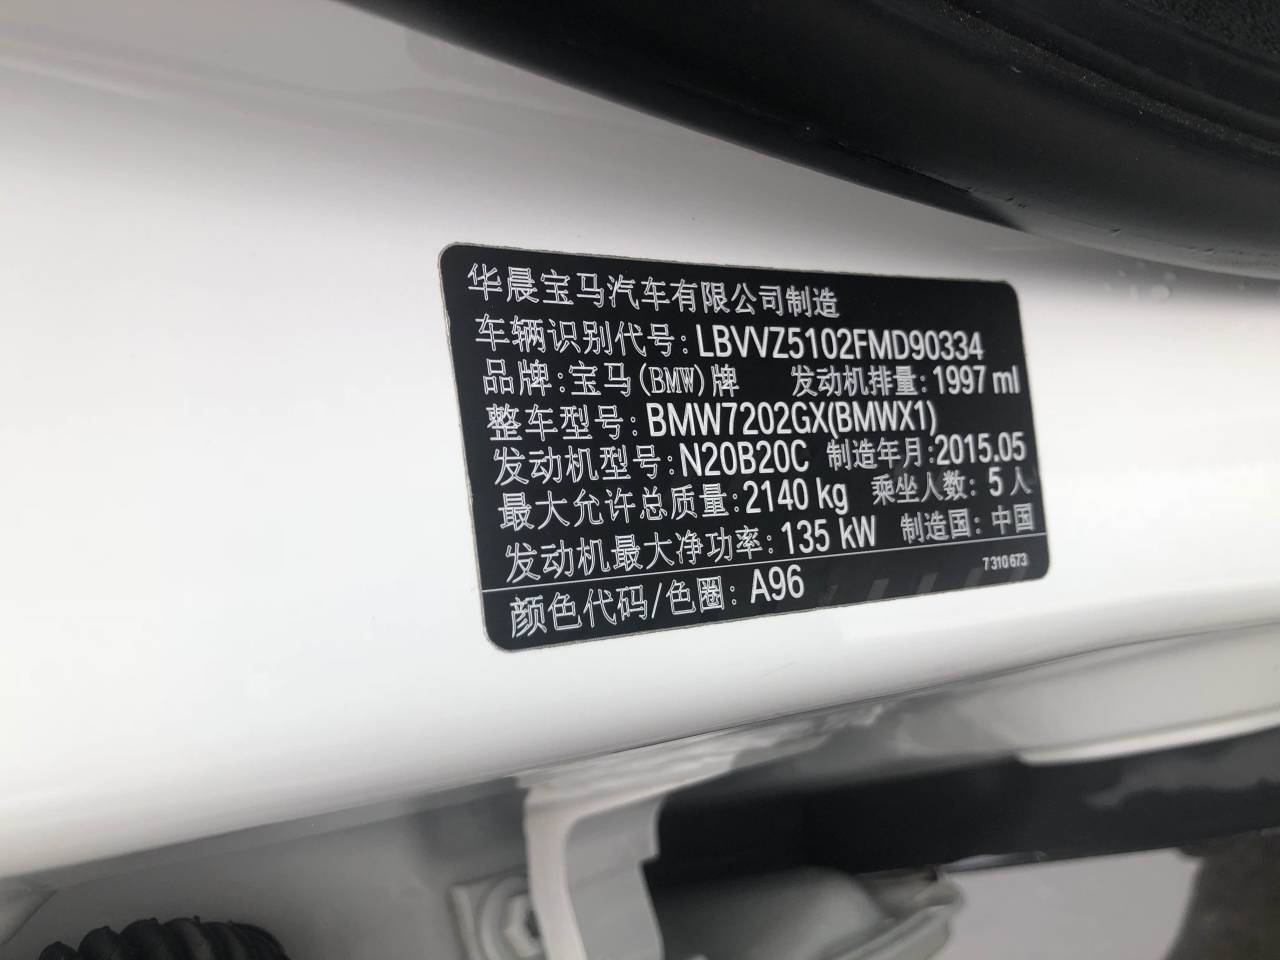 华晨宝马汽车有限公司制造
车辆识别代号: LBVVZ5102FMD90334
品牌:宝马(BMW)牌 发动机排量: 1997 ml
整车型号: BMW7202GX(BMWX1)
发动机型号: N20B20C 制造年月:2015.05
最大允许总质量:2140 kg 乘坐人数: 5 人
发动机最大净功率: 135 kW 制造国: 中国
7 310 673
颜色代码/色圈: A96